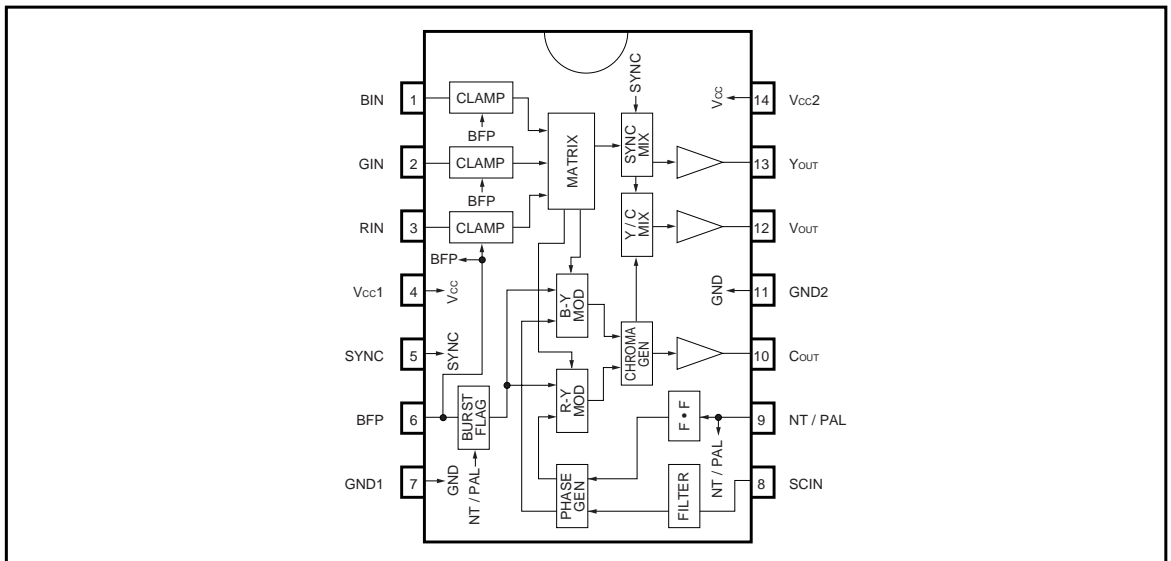 BIN 1 CLAMP
BFP
GIN 2 CLAMP
BFP
RIN 3 CLAMP
BFP
Vcc1 4 Vcc
SYNC 5 SYNC
BFP 6 BURST FLAG
NT / PAL
GND1 7 GND
MATRIX
SYNC
SYNC MIX
Y / C MIX
B-Y MOD
R-Y MOD
CHROMA GEN
PHASE GEN
F • F
FILTER
NT / PAL
Vcc 14 Vcc2
13 YOUT
12 VOUT
GND 11 GND2
10 COUT
9 NT / PAL
8 SCIN